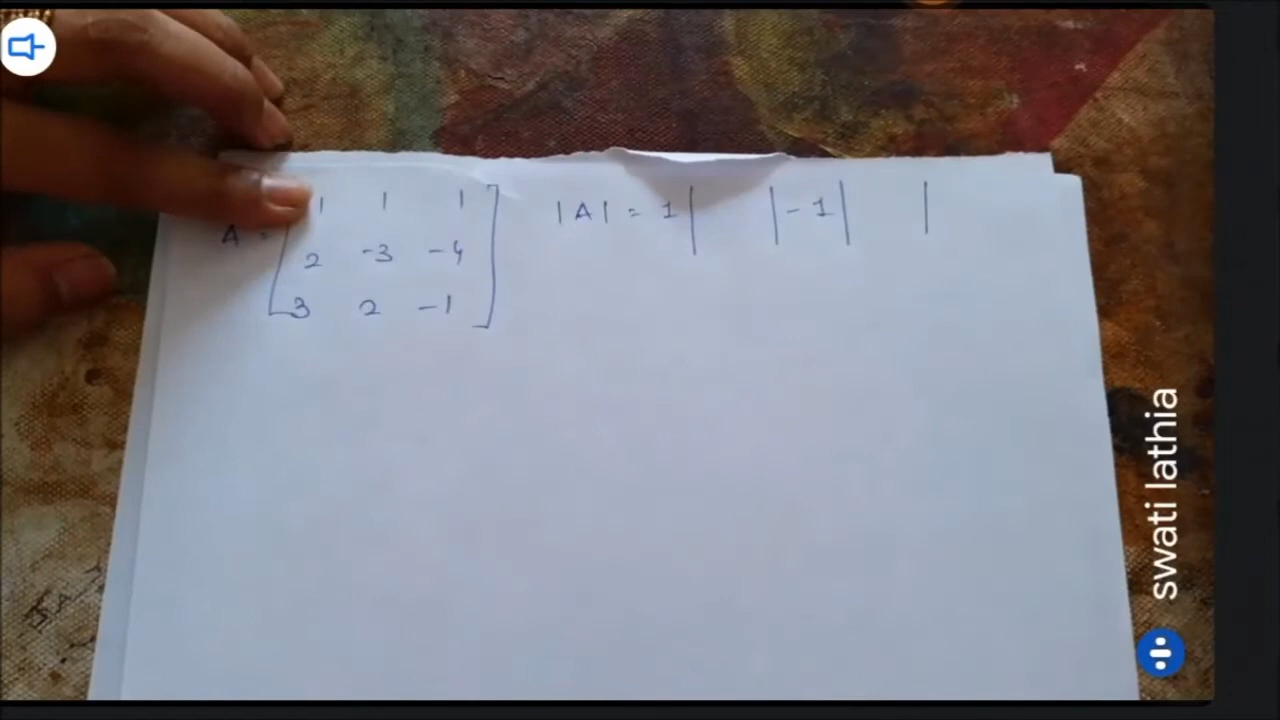 A = [ 1 1 1 ] |A| = 1| | - 1| |
2 -3 -4
3 2 -1
swati lathia